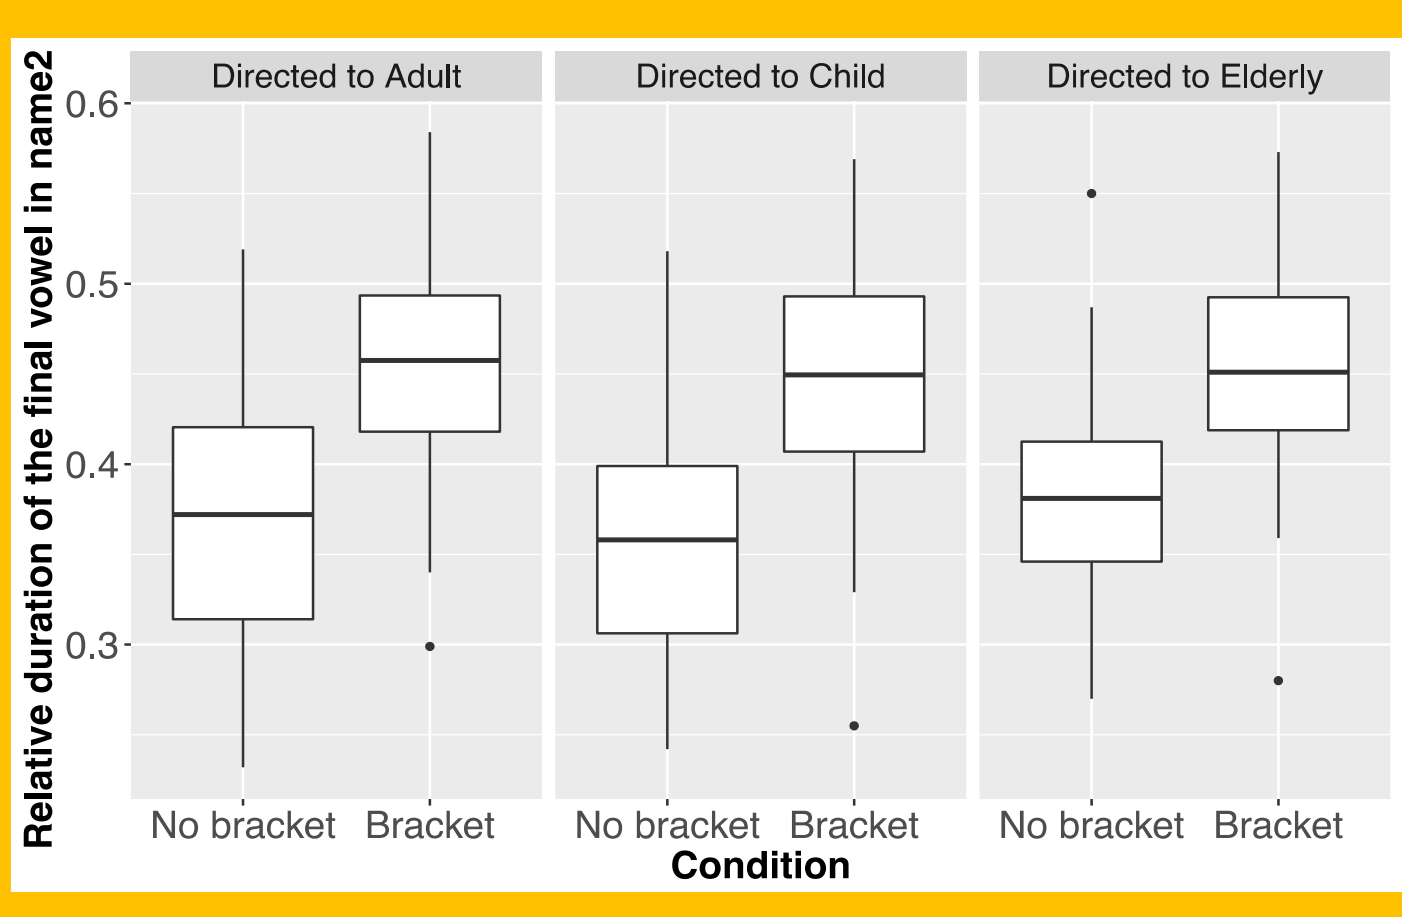 Relative duration of the final vowel in name2
Directed to Adult
Directed to Child
Directed to Elderly
0.6
0.5
0.4
0.3
No bracket
Bracket
No bracket
Bracket
No bracket
Bracket
Condition